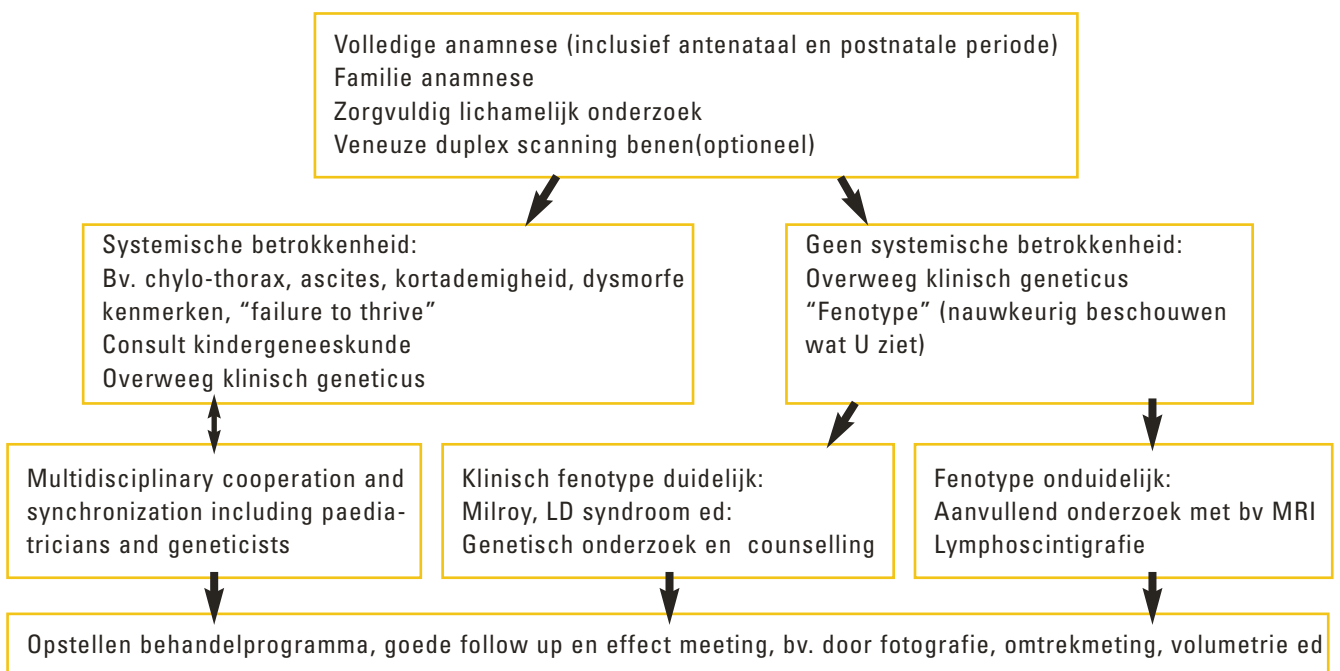 Volledige anamnese (inclusief antenataal en postnatale periode)
Familie anamnese
Zorgvuldig lichamelijk onderzoek
Veneuze duplex scanning benen(optioneel)
Systemische betrokkenheid:
Bv. chylo-thorax, ascites, kortademigheid, dysmorfe
kenmerken, “failure to thrive”
Consult kindergeneeskunde
Overweeg klinisch geneticus
Geen systemische betrokkenheid:
Overweeg klinisch geneticus
“Fenotype” (nauwkeurig beschouwen
wat U ziet)
Multidisciplinary cooperation and
synchronization including paedia-
tricians and geneticists
Klinisch fenotype duidelijk:
Milroy, LD syndroom ed:
Genetisch onderzoek en counselling
Fenotype onduidelijk:
Aanvullend onderzoek met bv MRI
Lymphoscintigrafie
Opstellen behandelprogramma, goede follow up en effect meeting, bv. door fotografie, omtrekmeting, volumetrie ed